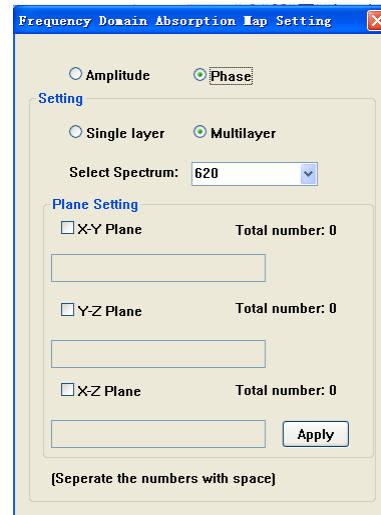 Frequency Domain Absorption Map Setting
Amplitude Phase
Setting
Single layer Multilayer
Select Spectrum: 620
Plane Setting
X-Y Plane Total number: 0
Y-Z Plane Total number: 0
X-Z Plane Total number: 0
Apply
(Seperate the numbers with space)